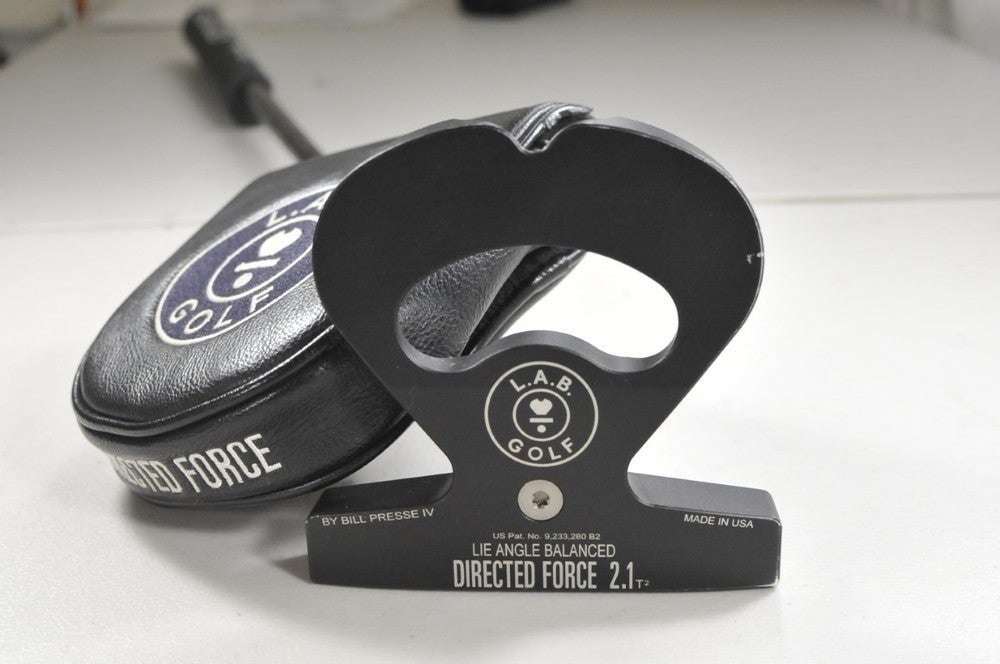 L.A
GOLF
DIRECTED FORCE
L.A.B.
GOLF
BY BILL PRESSE IV
MADE IN USA
US Pat. No. 9,233,280 B2
LIE ANGLE BALANCED
DIRECTED FORCE 2.1 T²